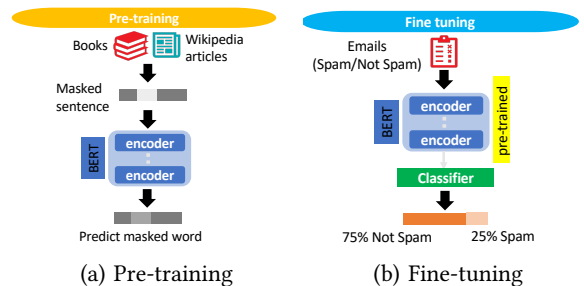 Pre-training
Books
Wikipedia
articles
Masked
sentence
BERT
encoder
encoder
Predict masked word
(a) Pre-training
Fine tuning
Emails
(Spam/Not Spam)
BERT
encoder
encoder
pre-trained
Classifier
75% Not Spam
25% Spam
(b) Fine-tuning